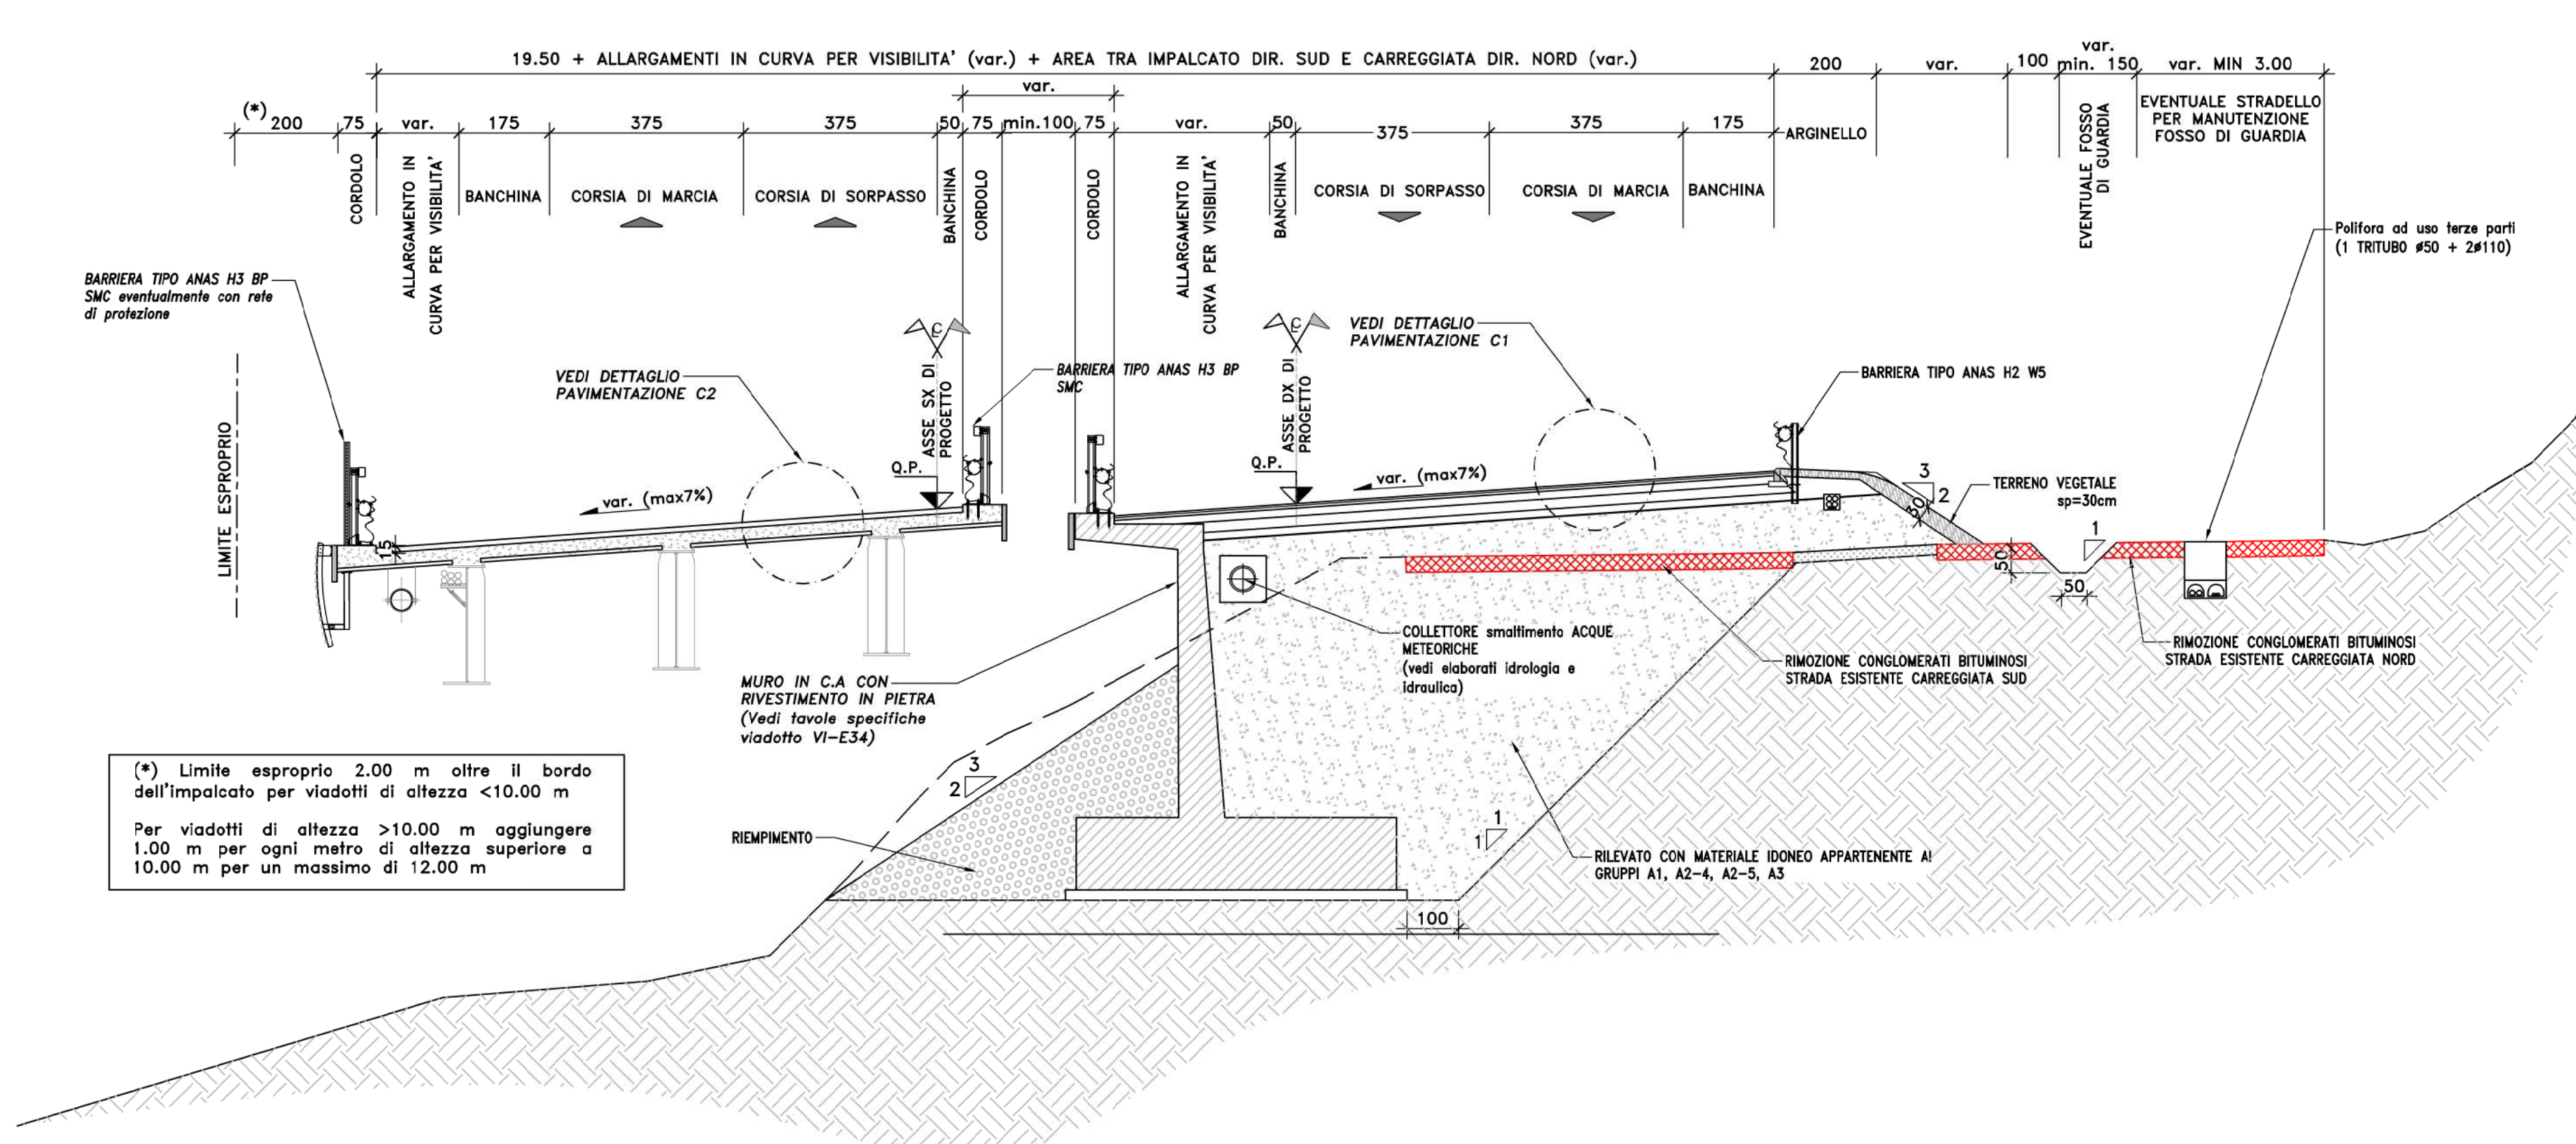 19.50 + ALLARGAMENTI IN CURVA PER VISIBILITA' (var.) + AREA TRA IMPALCATO DIR. SUD E CARREGGIATA DIR. NORD (var.)
200
var.
100
var.
min. 150
var. MIN 3.00
var.
(*)
200
75
var.
175
375
375
50
75
min.100
75
var.
50
375
375
175
ARGINELLO
EVENTUALE FOSSO
DI GUARDIA
EVENTUALE STRADELLO
PER MANUTENZIONE
FOSSO DI GUARDIA
CORDOLO
ALLARGAMENTO IN
CURVA PER VISIBILITA'
BANCHINA
CORSIA DI MARCIA
CORSIA DI SORPASSO
BANCHINA
CORDOLO
CORDOLO
ALLARGAMENTO IN
CURVA PER VISIBILITA'
BANCHINA
CORSIA DI SORPASSO
CORSIA DI MARCIA
BANCHINA
Polifora ad uso terze parti
(1 TRITUBO ø50 + 2ø110)
BARRIERA TIPO ANAS H3 BP
SMC eventualmente con rete
di protezione
LIMITE ESPROPRIO
VEDI DETTAGLIO
PAVIMENTAZIONE C2
C
ASSE SX DI
PROGETTO
Q.P.
BARRIERA TIPO ANAS H3 BP
SMC
C
ASSE DX DI
PROGETTO
Q.P.
VEDI DETTAGLIO
PAVIMENTAZIONE C1
BARRIERA TIPO ANAS H2 W5
var. (max7%)
var. (max7%)
15
3
2
30
TERRENO VEGETALE
sp=30cm
1
50
50
COLLETTORE smaltimento ACQUE
METEORICHE
(vedi elaborati idrologia e
idraulica)
RIMOZIONE CONGLOMERATI BITUMINOSI
STRADA ESISTENTE CARREGGIATA SUD
RIMOZIONE CONGLOMERATI BITUMINOSI
STRADA ESISTENTE CARREGGIATA NORD
MURO IN C.A CON
RIVESTIMENTO IN PIETRA
(Vedi tavole specifiche
viadotto VI-E34)
3
2
RIEMPIMENTO
1
1
RILEVATO CON MATERIALE IDONEO APPARTENENTE AI
GRUPPI A1, A2-4, A2-5, A3
100
(*) Limite esproprio 2.00 m oltre il bordo
dell'impalcato per viadotti di altezza <10.00 m
Per viadotti di altezza >10.00 m aggiungere
1.00 m per ogni metro di altezza superiore a
10.00 m per un massimo di 12.00 m